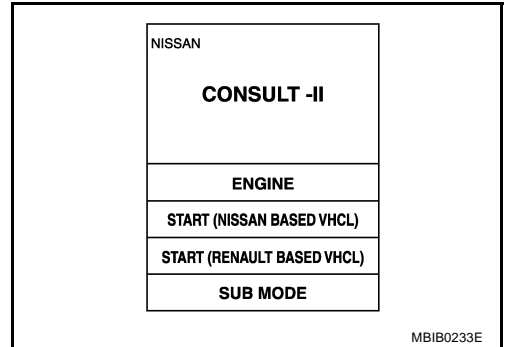 NISSAN
CONSULT -II
ENGINE
START (NISSAN BASED VHCL)
START (RENAULT BASED VHCL)
SUB MODE
MBIB0233E